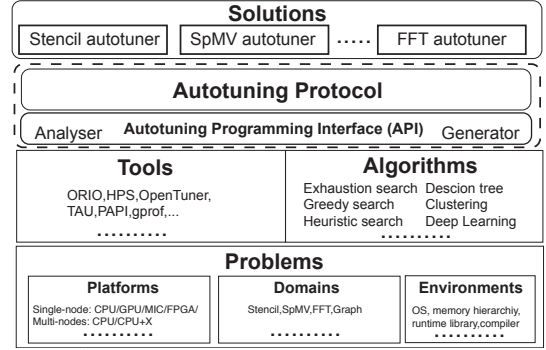 Solutions
Stencil autotuner SpMV autotuner ..... FFT autotuner
Autotuning Protocol
Analyser Autotuning Programming Interface (API) Generator
Tools
ORIO,HPS,OpenTuner,
TAU,PAPI,gprof,...
..........
Algorithms
Exhaustion search Descion tree
Greedy search Clustering
Heuristic search Deep Learning
..........
Problems
Platforms
Single-node: CPU/GPU/MIC/FPGA/
Multi-nodes: CPU/CPU+X
..........
Domains
Stencil,SpMV,FFT,Graph
..........
Environments
OS, memory hierarchiy,
runtime library,compiler
..........